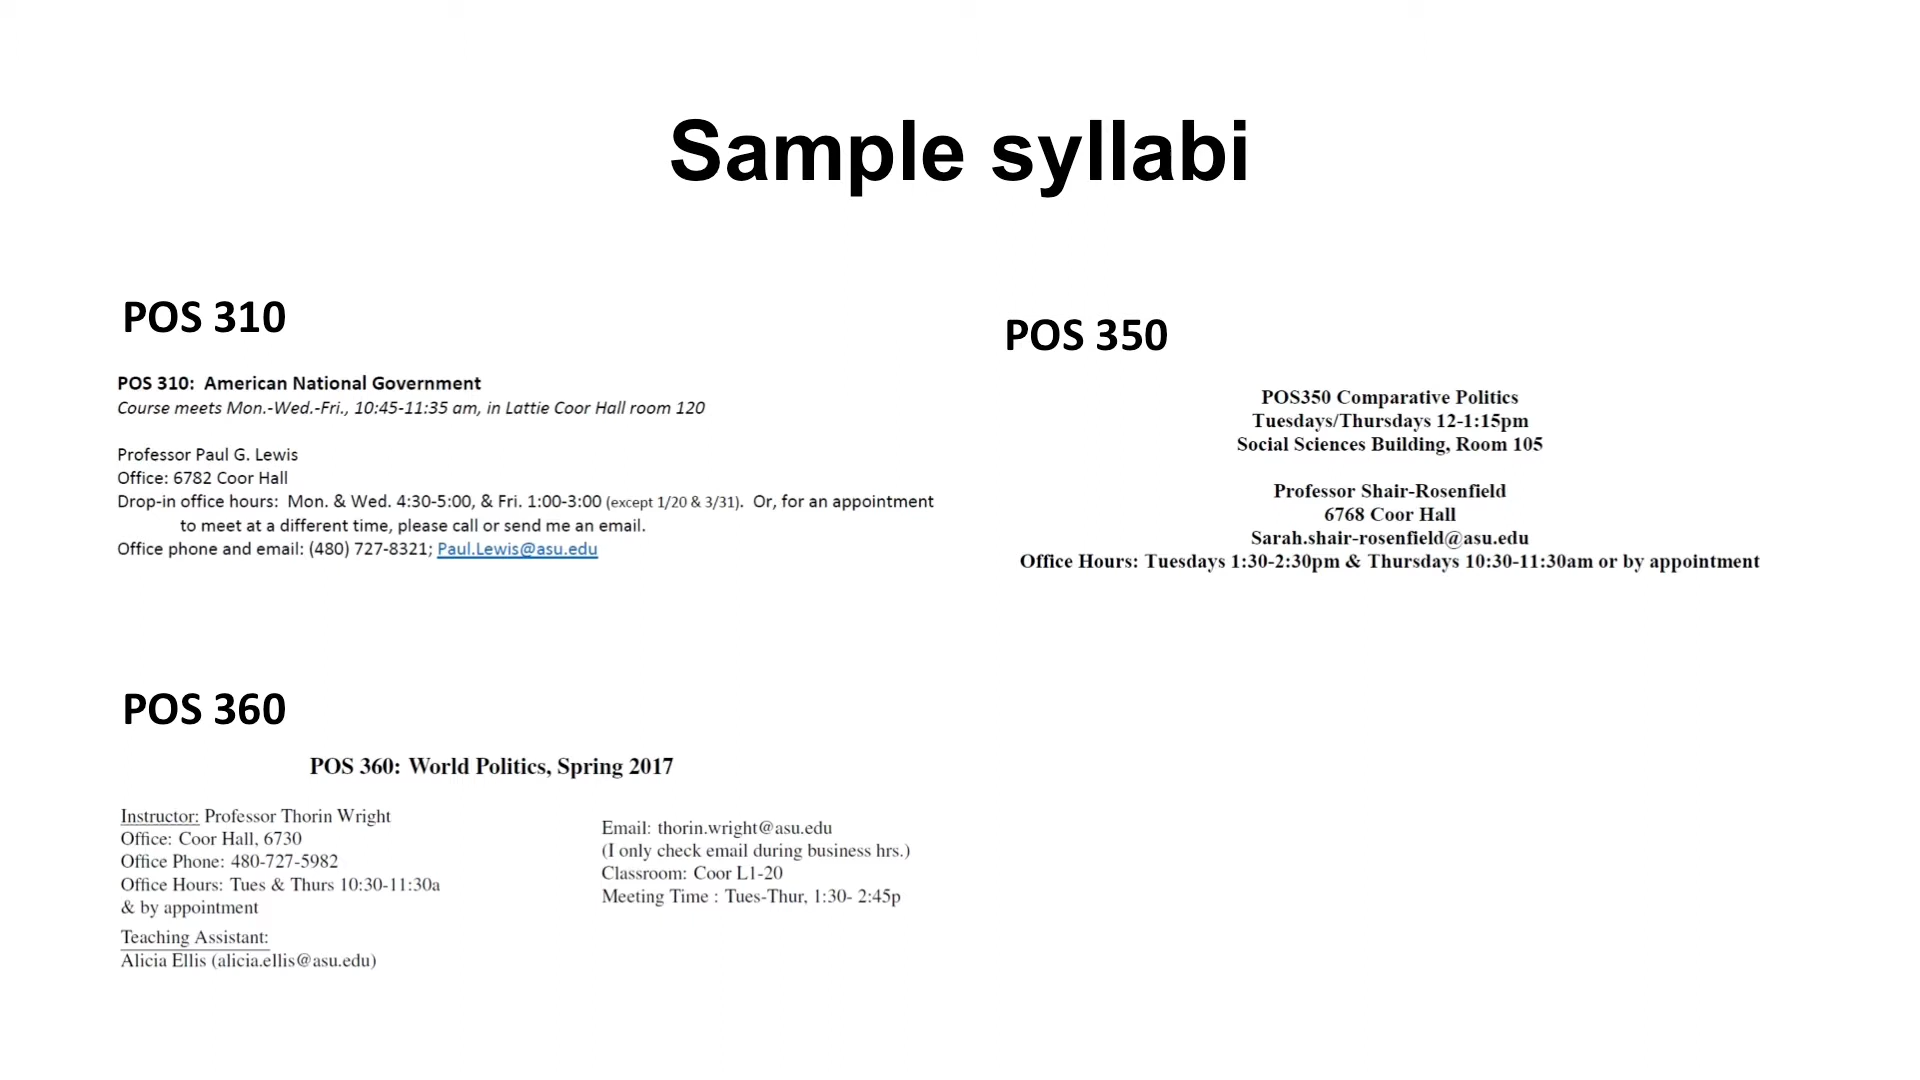 Sample syllabi
POS 310
POS 310:  American National Government
Course meets Mon.-Wed.-Fri., 10:45-11:35 am, in Lattie Coor Hall room 120
Professor Paul G. Lewis
Office: 6782 Coor Hall
Drop-in office hours:  Mon. & Wed. 4:30-5:00, & Fri. 1:00-3:00 (except 1/20 & 3/31).  Or, for an appointment
to meet at a different time, please call or send me an email.
Office phone and email: (480) 727-8321; Paul.Lewis@asu.edu
POS 350
POS350 Comparative Politics
Tuesdays/Thursdays 12-1:15pm
Social Sciences Building, Room 105
Professor Shair-Rosenfield
6768 Coor Hall
Sarah.shair-rosenfield@asu.edu
Office Hours: Tuesdays 1:30-2:30pm & Thursdays 10:30-11:30am or by appointment
POS 360
POS 360: World Politics, Spring 2017
Instructor: Professor Thorin Wright
Office: Coor Hall, 6730
Office Phone: 480-727-5982
Office Hours: Tues & Thurs 10:30-11:30a
& by appointment
Teaching Assistant:
Alicia Ellis (alicia.ellis@asu.edu)
Email: thorin.wright@asu.edu
(I only check email during business hrs.)
Classroom: Coor L1-20
Meeting Time : Tues-Thur, 1:30- 2:45p